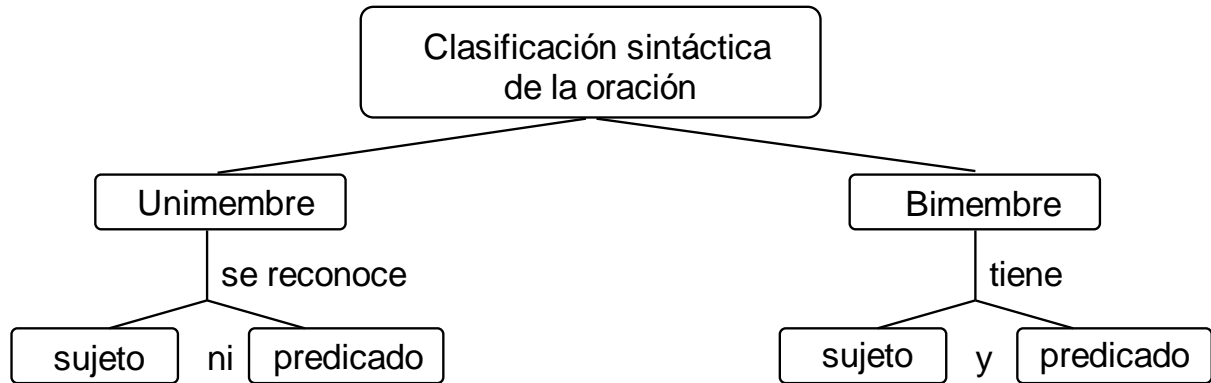 Clasificación sintáctica
de la oración
Unimembre
Bimembre
se reconoce
tiene
sujeto ni predicado
sujeto y predicado